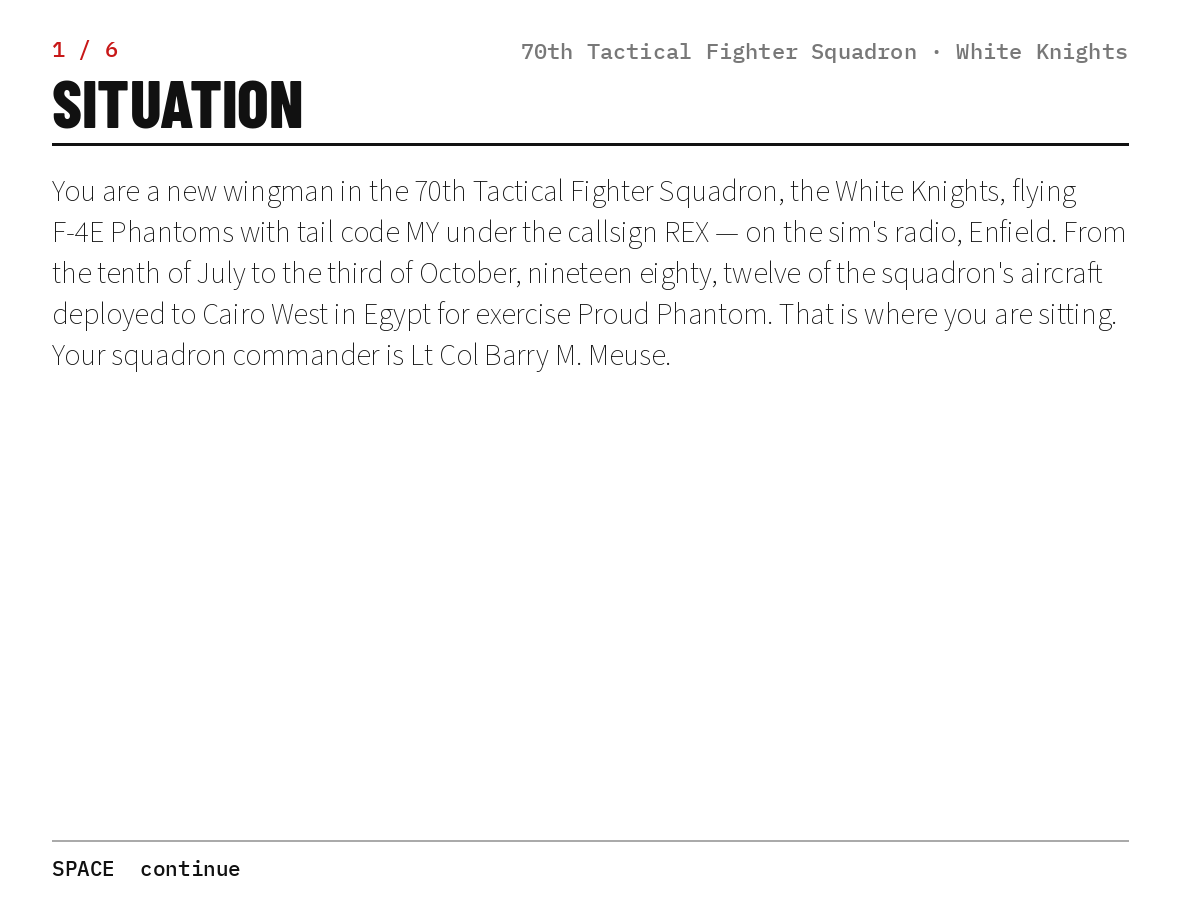 1 / 6
70th Tactical Fighter Squadron · White Knights
SITUATION
You are a new wingman in the 70th Tactical Fighter Squadron, the White Knights, flying
F-4E Phantoms with tail code MY under the callsign REX — on the sim's radio, Enfield. From
the tenth of July to the third of October, nineteen eighty, twelve of the squadron's aircraft
deployed to Cairo West in Egypt for exercise Proud Phantom. That is where you are sitting.
Your squadron commander is Lt Col Barry M. Meuse.
SPACE continue